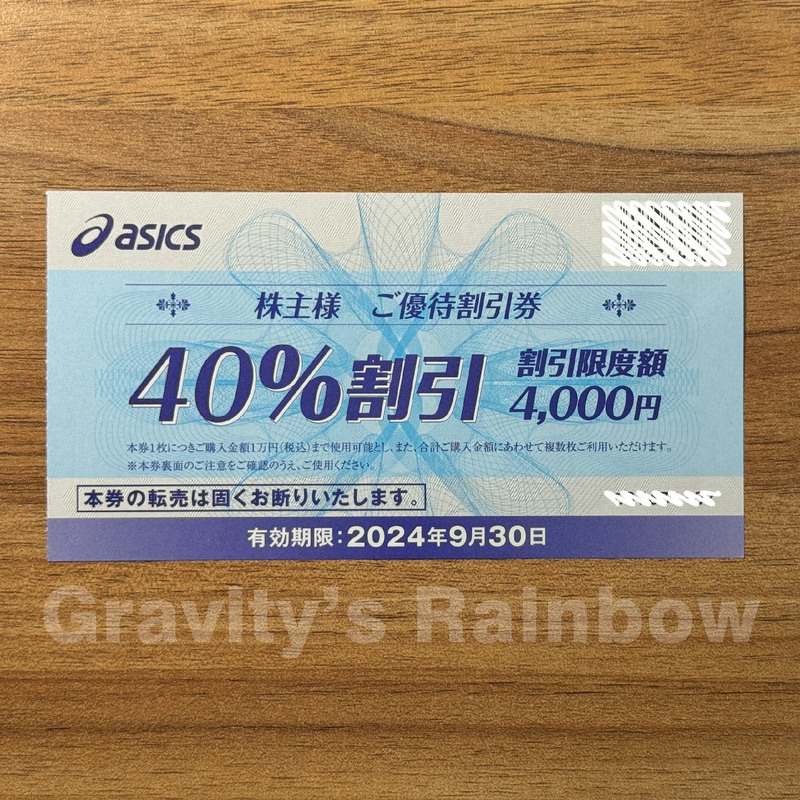 asics
株主様　ご優待割引券
40%割引
割引限度額
4,000円
本券1枚につきご購入金額1万円（税込）まで使用可能とし、また、合計ご購入金額にあわせて複数枚ご利用いただけます。
※本券裏面のご注意をご確認のうえ、ご使用ください。
本券の転売は固くお断りいたします。
有効期限：2024年9月30日
Gravity's Rainbow